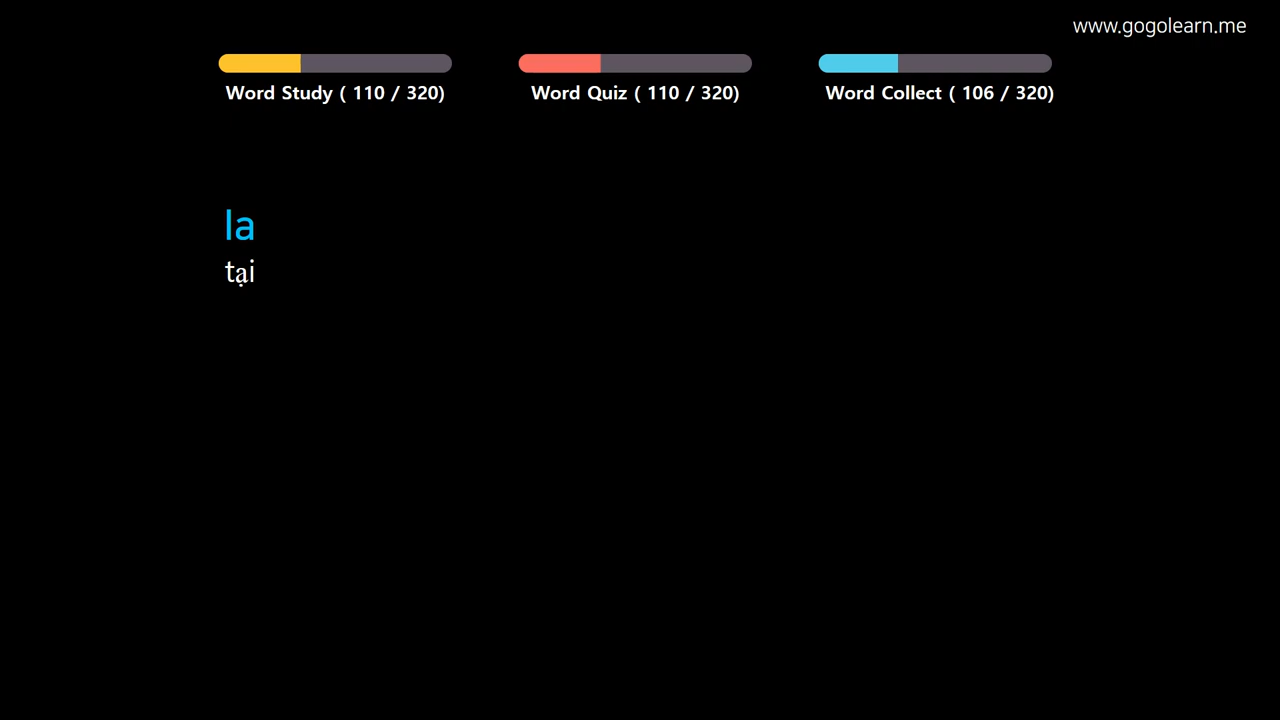 www.gogolearn.me
Word Study ( 110 / 320)
Word Quiz ( 110 / 320)
Word Collect ( 106 / 320)
la
tại